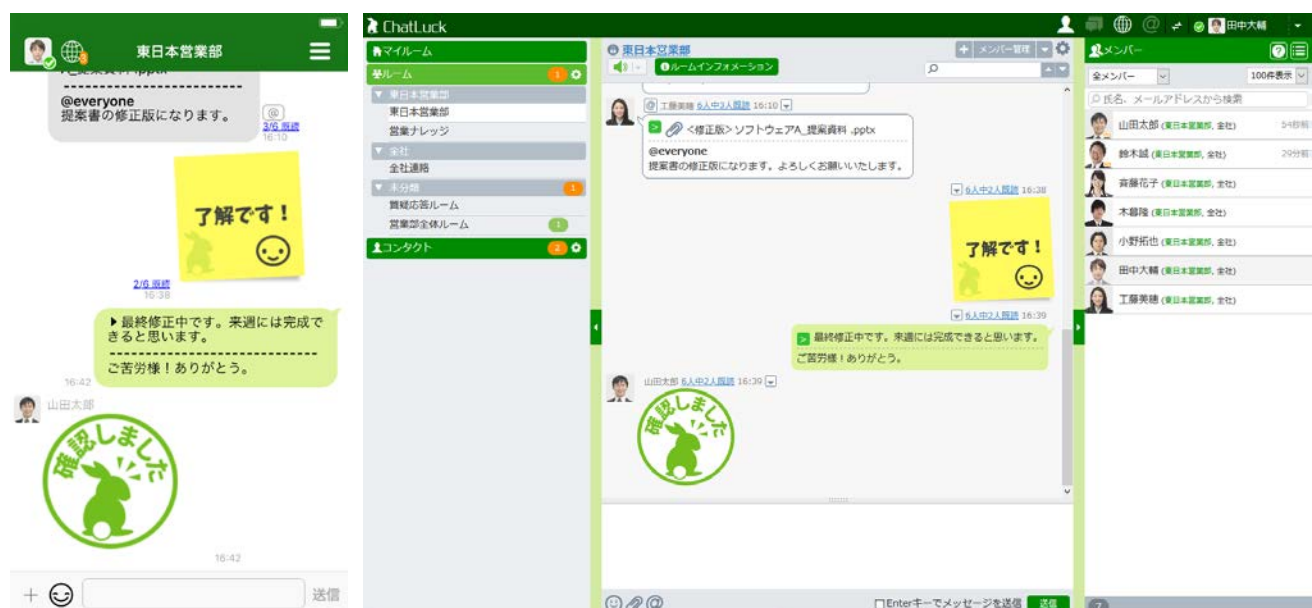 東日本営業部
3
@everyone
提案書の修正版になります。
@
3/6 既読
16:10
了解です！
2/6 既読
16:38
▶最終修正中です。来週には完成で
きると思います。
ご苦労様！ありがとう。
16:42
山田太郎
確認しました
16:42
送信
ChatLuck
マイルーム
ルーム
1
東日本営業部
東日本営業部
営業ナレッジ
全社
全社連絡
未分類
1
質疑応答ルーム
営業部全体ルーム
1
コンタクト
2
東日本営業部
メンバー管理
ルームインフォメーション
@ 工藤美穂 6人中3人既読 16:10
<修正版>ソフトウェアA_提案資料 .pptx
@everyone
提案書の修正版になります。よろしくお願いいたします。
6人中2人既読 16:38
了解です！
6人中2人既読 16:39
最終修正中です。来週には完成できると思います。
ご苦労様！ありがとう。
山田太郎 6人中2人既読 16:39
確認しました
Enterキーでメッセージを送信 送信
田中大輔
メンバー
?
全メンバー 100件表示
氏名、メールアドレスから検索
山田太郎 (東日本営業部, 全社) 54秒前
鈴木誠 (東日本営業部, 全社) 29分前
斉藤花子 (東日本営業部, 全社)
木暮隆 (東日本営業部, 全社)
小野拓也 (東日本営業部, 全社)
田中大輔 (東日本営業部, 全社)
工藤美穂 (東日本営業部, 全社)
7